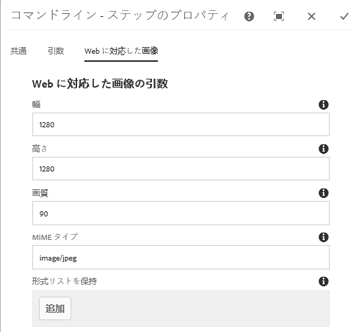 コマンドライン - ステップのプロパティ
共通 引数 Web に対応した画像
Web に対応した画像の引数
幅
1280
高さ
1280
画質
90
MIME タイプ
image/jpeg
形式リストを保持
追加